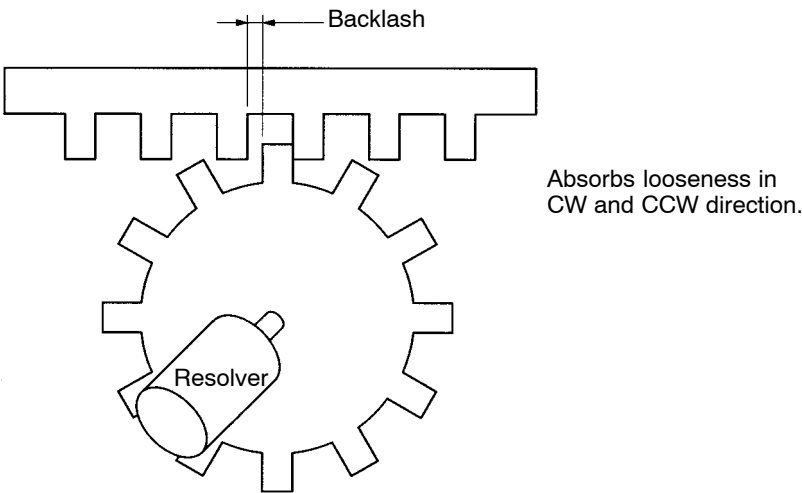 Backlash
Absorbs looseness in
CW and CCW direction.
Resolver